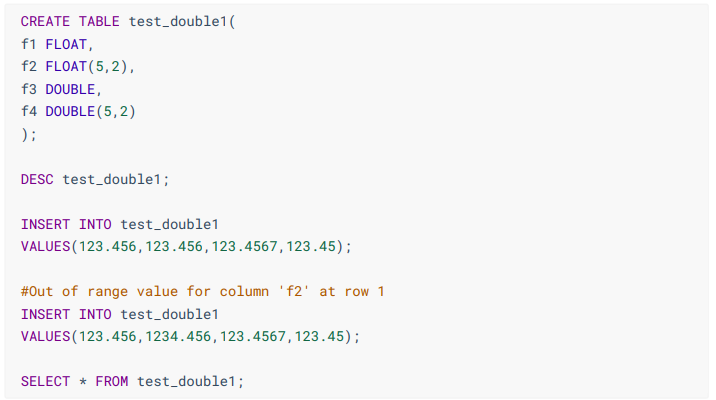 CREATE TABLE test_double1(
f1 FLOAT,
f2 FLOAT(5,2),
f3 DOUBLE,
f4 DOUBLE(5,2)
);
DESC test_double1;
INSERT INTO test_double1
VALUES(123.456,123.456,123.4567,123.45);
#Out of range value for column 'f2' at row 1
INSERT INTO test_double1
VALUES(123.456,1234.456,123.4567,123.45);
SELECT * FROM test_double1;